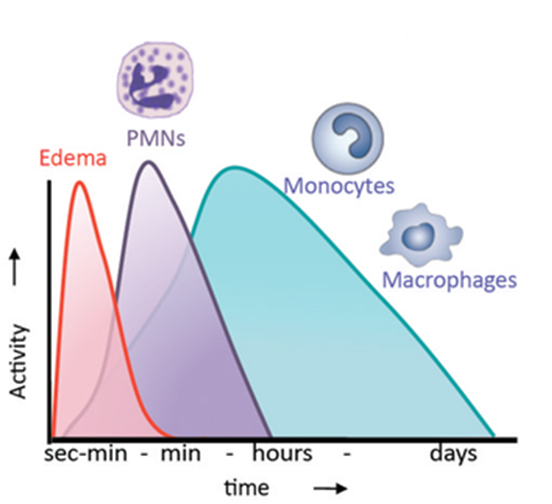 PMNs
Edema
Monocytes
Macrophages
Activity
sec-min - min - hours - days
time